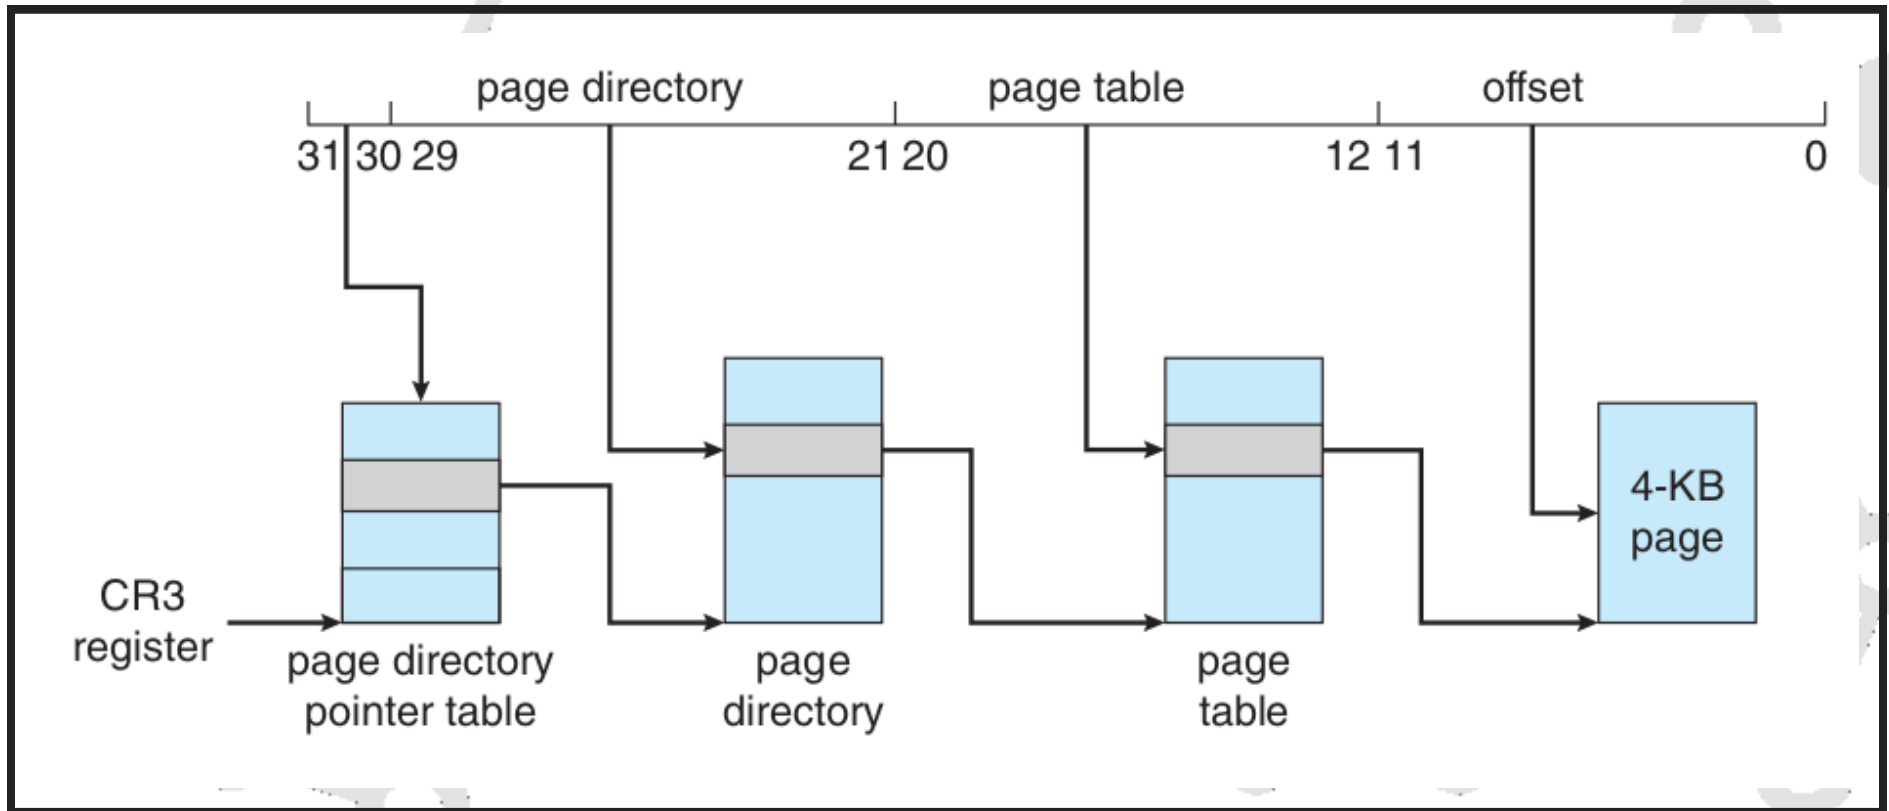 page directory page table offset
31 30 29 21 20 12 11 0
4-KB
page
CR3
register
page directory
pointer table
page
directory
page
table